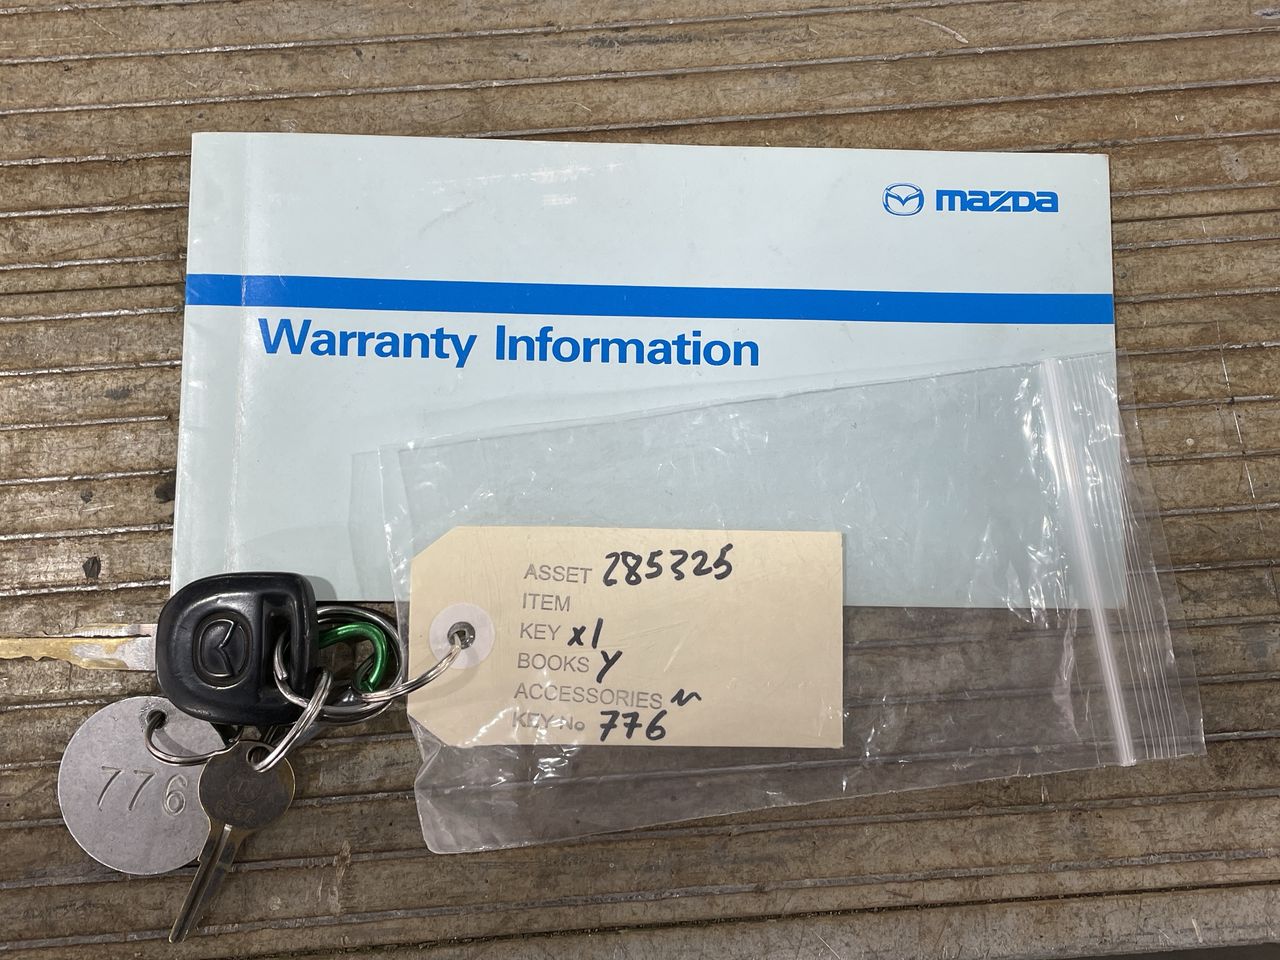 mazda
Warranty Information
ASSET 285325
ITEM
KEY x1
BOOKS Y
ACCESSORIES N
KEY No 776
776